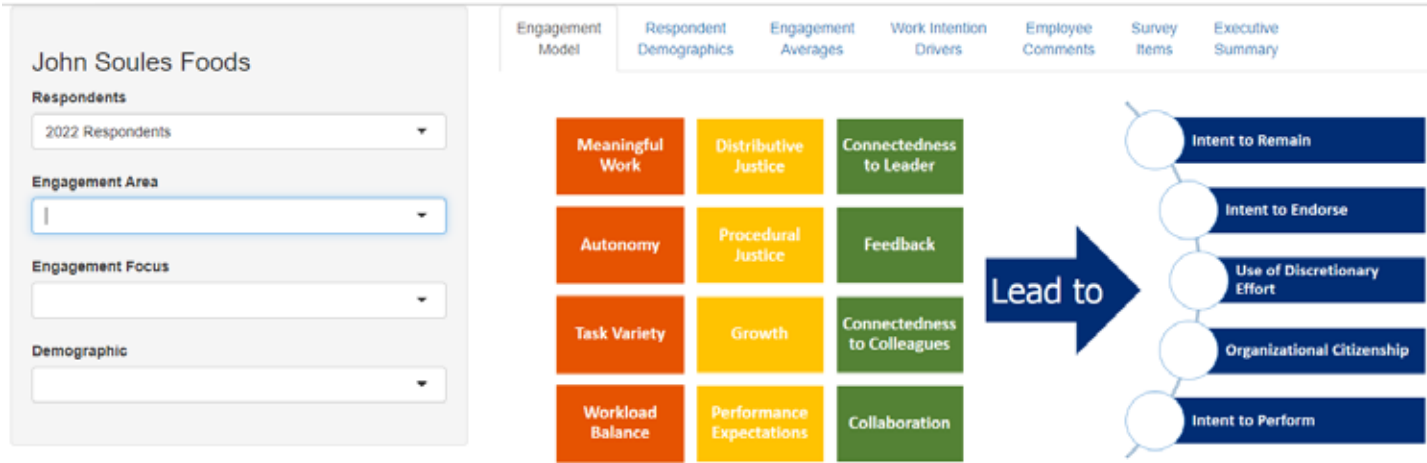 John Soules Foods
Respondents
2022 Respondents
Engagement Area
Engagement Focus
Demographic
Engagement
Model
Respondent
Demographics
Engagement
Averages
Work Intention
Drivers
Employee
Comments
Survey
Items
Executive
Summary
Meaningful
Work
Distributive
Justice
Connectedness
to Leader
Autonomy
Procedural
Justice
Feedback
Task Variety
Growth
Connectedness
to Colleagues
Workload
Balance
Performance
Expectations
Collaboration
Lead to
Intent to Remain
Intent to Endorse
Use of Discretionary
Effort
Organizational Citizenship
Intent to Perform